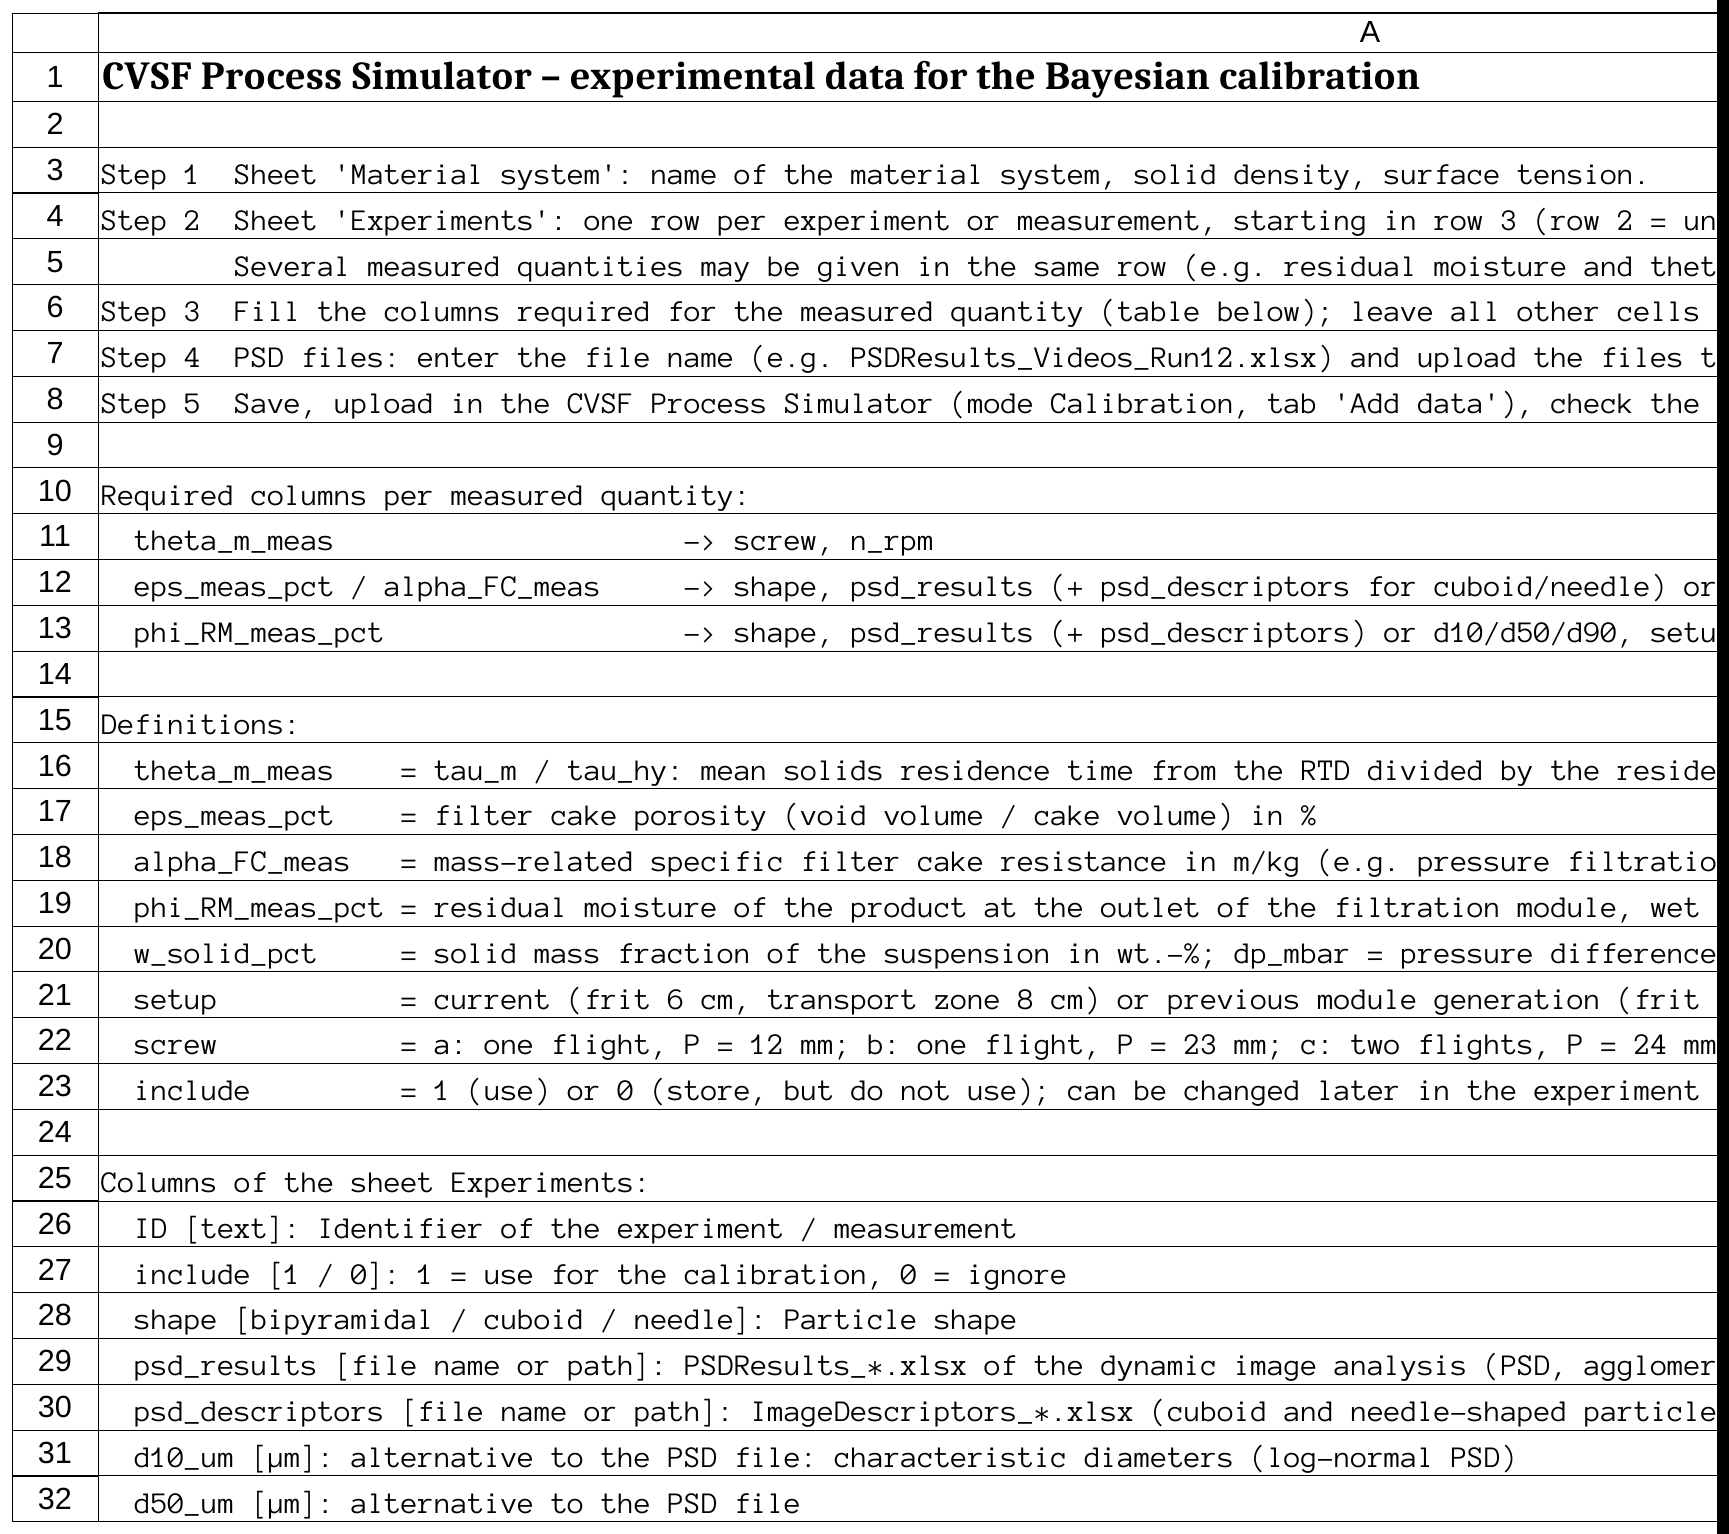 A
1 CVSF Process Simulator – experimental data for the Bayesian calibration
2
3 Step 1  Sheet 'Material system': name of the material system, solid density, surface tension.
4 Step 2  Sheet 'Experiments': one row per experiment or measurement, starting in row 3 (row 2 = un
5         Several measured quantities may be given in the same row (e.g. residual moisture and thet
6 Step 3  Fill the columns required for the measured quantity (table below); leave all other cells
7 Step 4  PSD files: enter the file name (e.g. PSDResults_Videos_Run12.xlsx) and upload the files t
8 Step 5  Save, upload in the CVSF Process Simulator (mode Calibration, tab 'Add data'), check the
9
10 Required columns per measured quantity:
11   theta_m_meas                     –> screw, n_rpm
12   eps_meas_pct / alpha_FC_meas     –> shape, psd_results (+ psd_descriptors for cuboid/needle) or
13   phi_RM_meas_pct                  –> shape, psd_results (+ psd_descriptors) or d10/d50/d90, setu
14
15 Definitions:
16   theta_m_meas    = tau_m / tau_hy: mean solids residence time from the RTD divided by the reside
17   eps_meas_pct    = filter cake porosity (void volume / cake volume) in %
18   alpha_FC_meas   = mass-related specific filter cake resistance in m/kg (e.g. pressure filtratio
19   phi_RM_meas_pct = residual moisture of the product at the outlet of the filtration module, wet
20   w_solid_pct     = solid mass fraction of the suspension in wt.-%; dp_mbar = pressure difference
21   setup           = current (frit 6 cm, transport zone 8 cm) or previous module generation (frit
22   screw           = a: one flight, P = 12 mm; b: one flight, P = 23 mm; c: two flights, P = 24 mm
23   include         = 1 (use) or 0 (store, but do not use); can be changed later in the experiment
24
25 Columns of the sheet Experiments:
26   ID [text]: Identifier of the experiment / measurement
27   include [1 / 0]: 1 = use for the calibration, 0 = ignore
28   shape [bipyramidal / cuboid / needle]: Particle shape
29   psd_results [file name or path]: PSDResults_*.xlsx of the dynamic image analysis (PSD, agglomer
30   psd_descriptors [file name or path]: ImageDescriptors_*.xlsx (cuboid and needle-shaped particle
31   d10_um [µm]: alternative to the PSD file: characteristic diameters (log-normal PSD)
32   d50_um [µm]: alternative to the PSD file